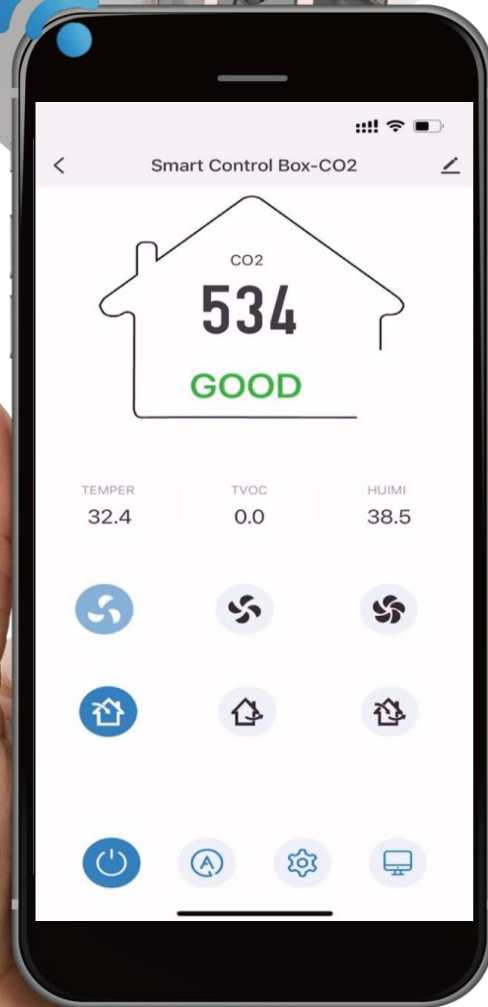 Smart Control Box-CO2
CO2
534
GOOD
TEMPER
TVOC
HUIMI
32.4
0.0
38.5
A